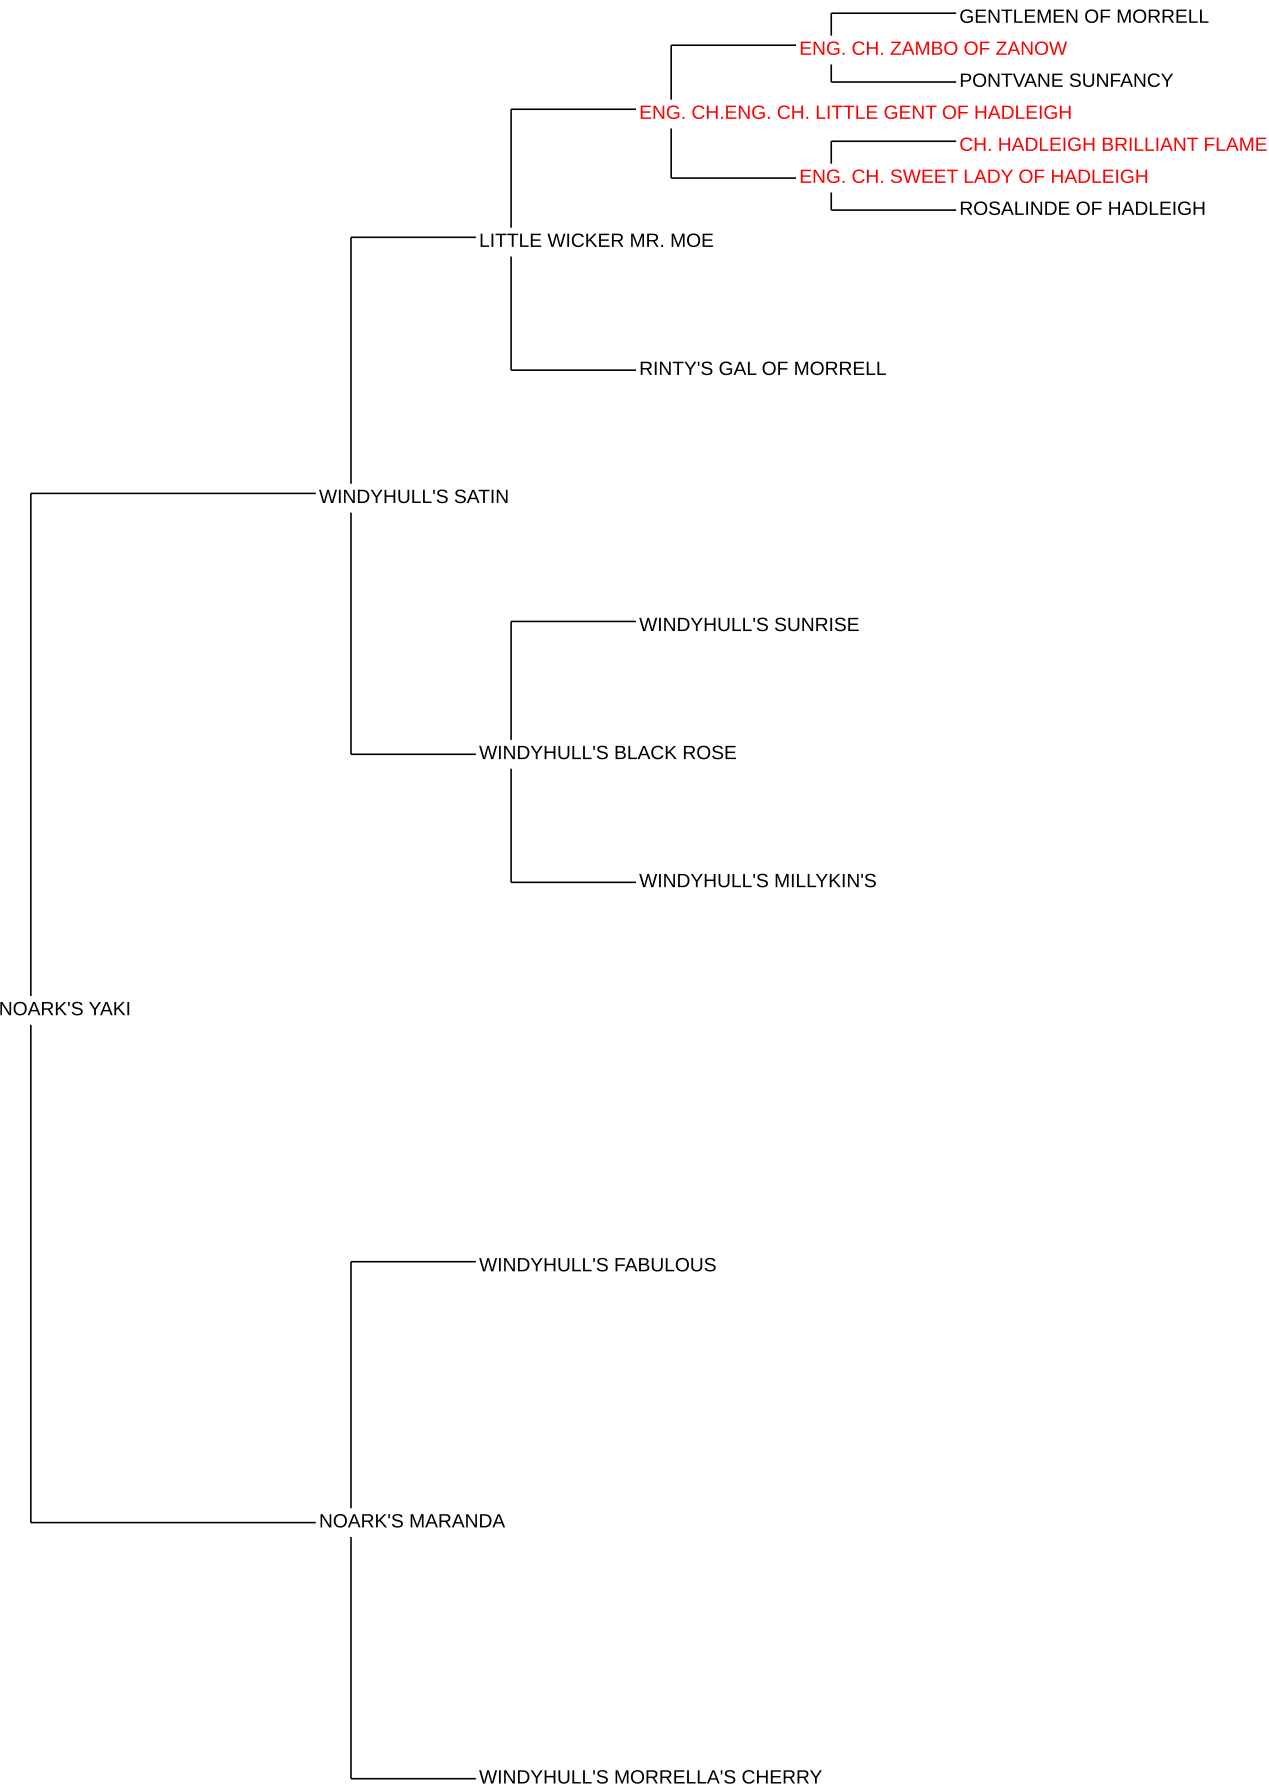 GENTLEMEN OF MORRELL
ENG. CH. ZAMBO OF ZANOW
PONTVANE SUNFANCY
ENG. CH.ENG. CH. LITTLE GENT OF HADLEIGH
CH. HADLEIGH BRILLIANT FLAME
ENG. CH. SWEET LADY OF HADLEIGH
ROSALINDE OF HADLEIGH
LITTLE WICKER MR. MOE
RINTY'S GAL OF MORRELL
WINDYHULL'S SATIN
WINDYHULL'S SUNRISE
WINDYHULL'S BLACK ROSE
WINDYHULL'S MILLYKIN'S
NOARK'S YAKI
WINDYHULL'S FABULOUS
NOARK'S MARANDA
WINDYHULL'S MORRELLA'S CHERRY